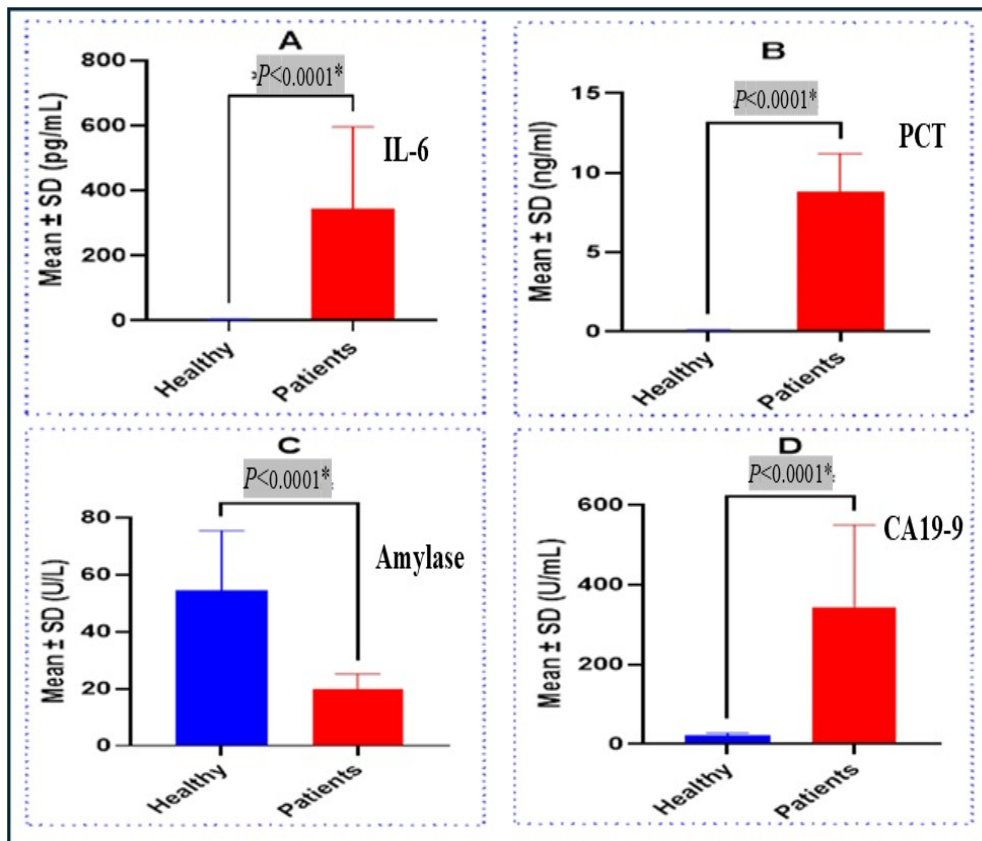 A
P<0.0001*
IL-6
Mean ± SD (pg/mL)
800
600
400
200
0
Healthy
Patients
B
P<0.0001*
PCT
Mean ± SD (ng/ml)
15
10
5
0
Healthy
Patients
C
P<0.0001*
Amylase
Mean ± SD (U/L)
80
60
40
20
0
Healthy
Patients
D
P<0.0001*
CA19-9
Mean ± SD (U/mL)
600
400
200
0
Healthy
Patients